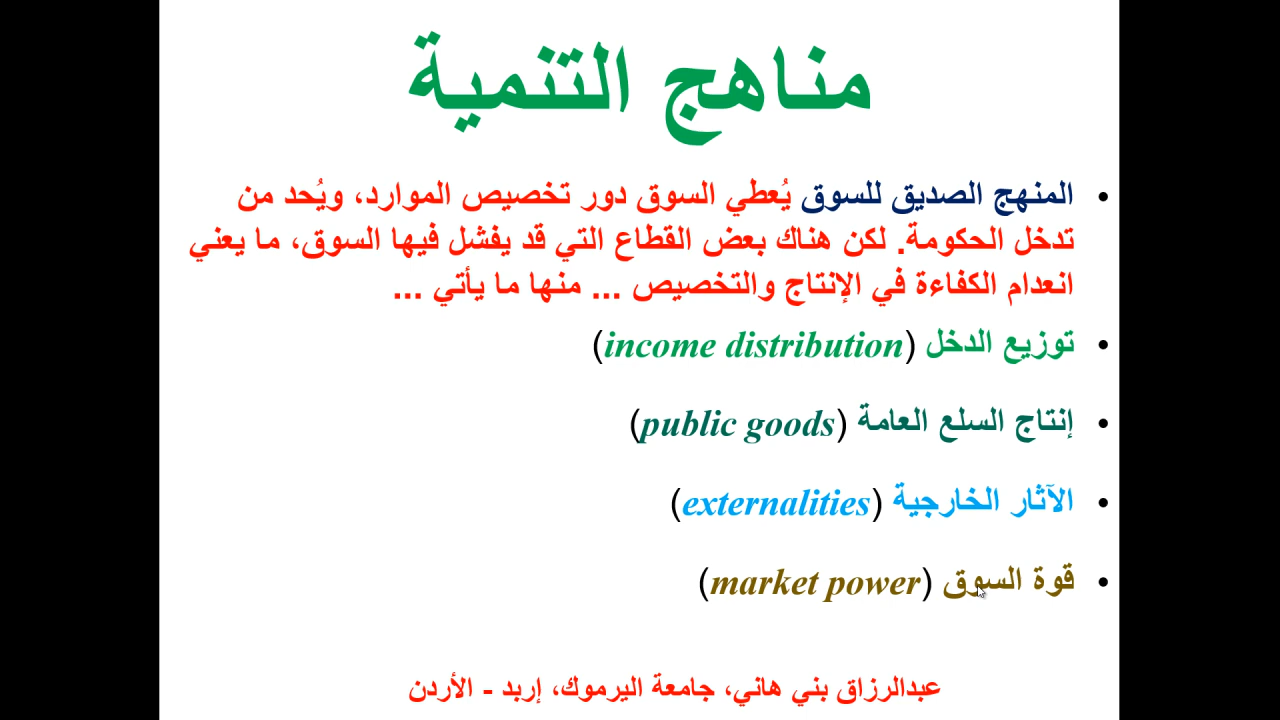 مناهج التنمية
• المنهج الصديق للسوق يُعطي السوق دور تخصيص الموارد، ويُحد من
تدخل الحكومة. لكن هناك بعض القطاع التي قد يفشل فيها السوق، ما يعني
انعدام الكفاءة في الإنتاج والتخصيص ... منها ما يأتي ...
• توزيع الدخل (income distribution)
• إنتاج السلع العامة (public goods)
• الآثار الخارجية (externalities)
• قوة السوق (market power)
عبدالرزاق بني هاني، جامعة اليرموك، إربد - الأردن